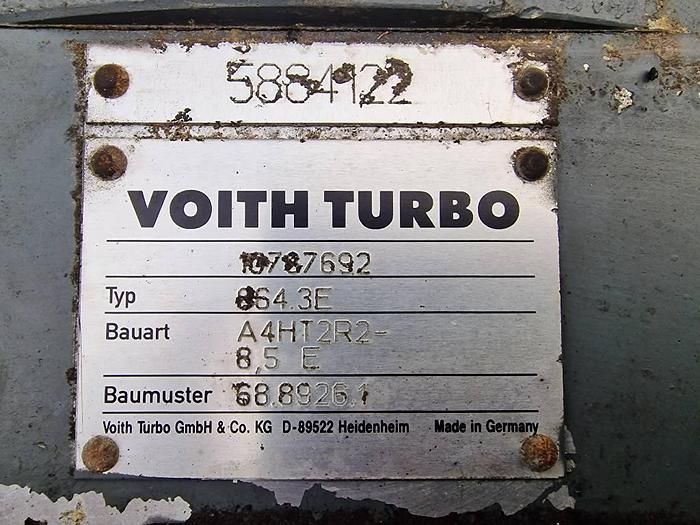 5884122
VOITH TURBO
10787692
Typ 864.3E
Bauart A4HT2R2-
8,5 E
Baumuster 68.8926.1
Voith Turbo GmbH & Co. KG D-89522 Heidenheim Made in Germany